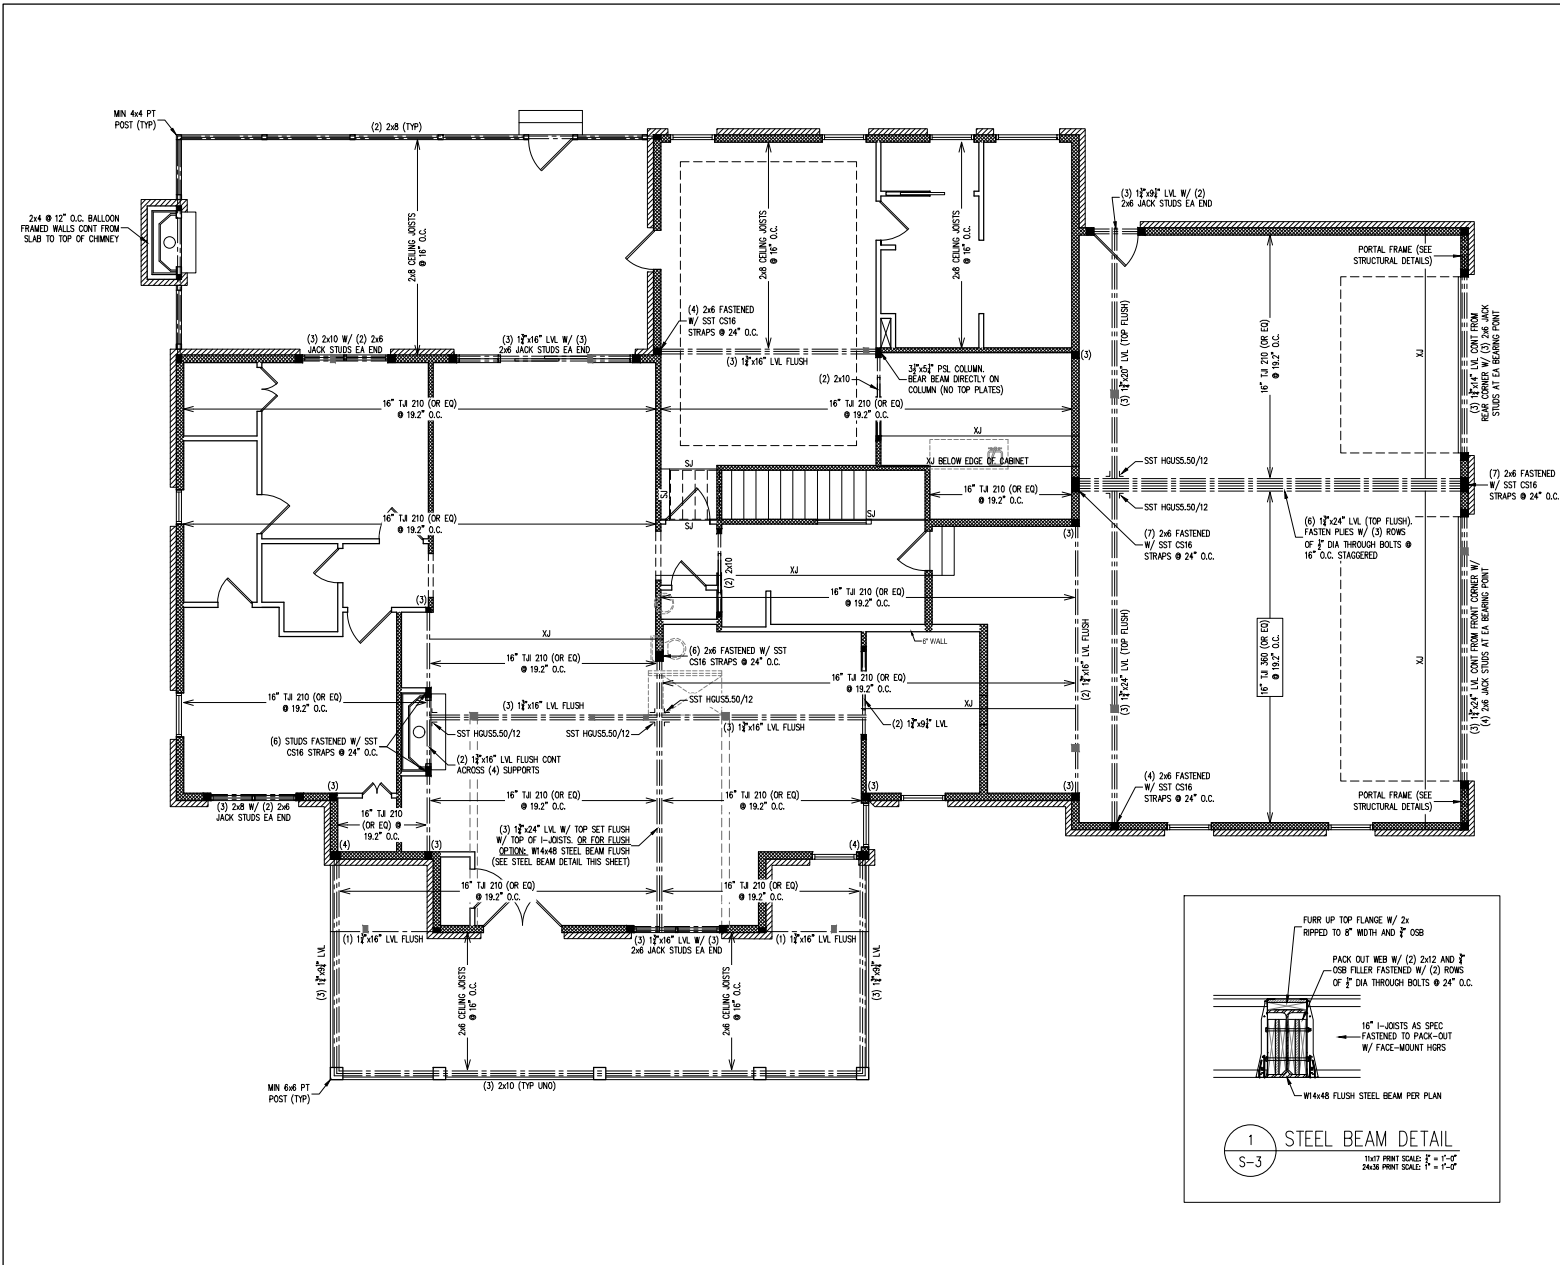 MIN 4x4 PT
POST (TYP)
(2) 2x8 (TYP)
2x4 @ 12" O.C. BALLOON
FRAMED WALLS CONT FROM
SLAB TO TOP OF CHIMNEY
2x8 CEILING JOISTS
@ 16" O.C.
2x8 CEILING JOISTS
@ 16" O.C.
2x8 CEILING JOISTS
@ 16" O.C.
(3) 1¾"x9¼" LVL W/ (2)
2x6 JACK STUDS EA END
PORTAL FRAME (SEE
STRUCTURAL DETAILS)
(4) 2x6 FASTENED
W/ SST CS16
STRAPS @ 24" O.C.
(3) 2x10 W/ (2) 2x6
JACK STUDS EA END
(3) 1¾"x16" LVL W/ (3)
2x6 JACK STUDS EA END
(3) 1¾"x16" LVL FLUSH
(3)
(3) 1¾"x20" LVL (TOP FLUSH)
16" TJI 210 (OR EQ)
@ 19.2" O.C.
XJ
(3) 1¾"x14" LVL CONT FROM
REAR CORNER W/ (3) 2x6 JACK
STUDS AT EA BEARING POINT
3½"x5¼" PSL COLUMN.
BEAR BEAM DIRECTLY ON
COLUMN (NO TOP PLATES)
(2) 2x10
16" TJI 210 (OR EQ)
@ 19.2" O.C.
16" TJI 210 (OR EQ)
@ 19.2" O.C.
XJ
XJ BELOW EDGE OF CABINET
SJ
SST HGUS5.50/12
(7) 2x6 FASTENED
W/ SST CS16
STRAPS @ 24" O.C.
16" TJI 210 (OR EQ)
@ 19.2" O.C.
SJ
SST HGUS5.50/12
16" TJI 210 (OR EQ)
@ 19.2" O.C.
SJ
SJ
(3)
(7) 2x6 FASTENED
W/ SST CS16
STRAPS @ 24" O.C.
(6) 1¾"x24" LVL (TOP FLUSH).
FASTEN PLIES W/ (3) ROWS
OF ½" DIA THROUGH BOLTS @
16" O.C. STAGGERED
(2) 2x10
XJ
16" TJI 210 (OR EQ)
@ 19.2" O.C.
(3)
XJ
6" WALL
(2) 1¾"x16" LVL FLUSH
(3) 1¾"x24" LVL (TOP FLUSH)
16" TJI 360 (OR EQ)
@ 19.2" O.C.
XJ
(3) 1¾"x24" LVL CONT FROM FRONT CORNER W/
(4) 2x6 JACK STUDS AT EA BEARING POINT
16" TJI 210 (OR EQ)
@ 19.2" O.C.
(6) 2x6 FASTENED W/ SST
CS16 STRAPS @ 24" O.C.
16" TJI 210 (OR EQ)
@ 19.2" O.C.
16" TJI 210 (OR EQ)
@ 19.2" O.C.
SST HGUS5.50/12
XJ
(3) 1¾"x16" LVL FLUSH
(3) 1¾"x16" LVL FLUSH
(2) 1¾"x9¼" LVL
SST HGUS5.50/12
SST HGUS5.50/12
(6) STUDS FASTENED W/ SST
CS16 STRAPS @ 24" O.C.
(2) 1¾"x16" LVL FLUSH CONT
ACROSS (4) SUPPORTS
(4) 2x6 FASTENED
W/ SST CS16
STRAPS @ 24" O.C.
PORTAL FRAME (SEE
STRUCTURAL DETAILS)
(3)
(3)
(3)
(3) 2x8 W/ (2) 2x6
JACK STUDS EA END
16" TJI 210
(OR EQ) @
19.2" O.C.
16" TJI 210 (OR EQ)
@ 19.2" O.C.
16" TJI 210 (OR EQ)
@ 19.2" O.C.
(3) 1¾"x24" LVL W/ TOP SET FLUSH
W/ TOP OF I-JOISTS. OR FOR FLUSH
OPTION: W14x48 STEEL BEAM FLUSH
(SEE STEEL BEAM DETAIL THIS SHEET)
(4)
(3)
(4)
16" TJI 210 (OR EQ)
@ 19.2" O.C.
16" TJI 210 (OR EQ)
@ 19.2" O.C.
(1) 1¾"x16" LVL FLUSH
(3) 1¾"x16" LVL W/ (3)
2x6 JACK STUDS EA END
(1) 1¾"x16" LVL FLUSH
(3) 1¾"x9¼" LVL
2x6 CEILING JOISTS
@ 16" O.C.
2x6 CEILING JOISTS
@ 16" O.C.
(3) 1¾"x9¼" LVL
MIN 6x6 PT
POST (TYP)
(3) 2x10 (TYP UNO)
FURR UP TOP FLANGE W/ 2x
RIPPED TO 8" WIDTH AND ¾" OSB
PACK OUT WEB W/ (2) 2x12 AND ¾"
OSB FILLER FASTENED W/ (2) ROWS
OF ½" DIA THROUGH BOLTS @ 24" O.C.
16" I-JOISTS AS SPEC
FASTENED TO PACK-OUT
W/ FACE-MOUNT HGRS
W14x48 FLUSH STEEL BEAM PER PLAN
1
S-3
STEEL BEAM DETAIL
11x17 PRINT SCALE: ½" = 1'-0"
24x36 PRINT SCALE: 1" = 1'-0"